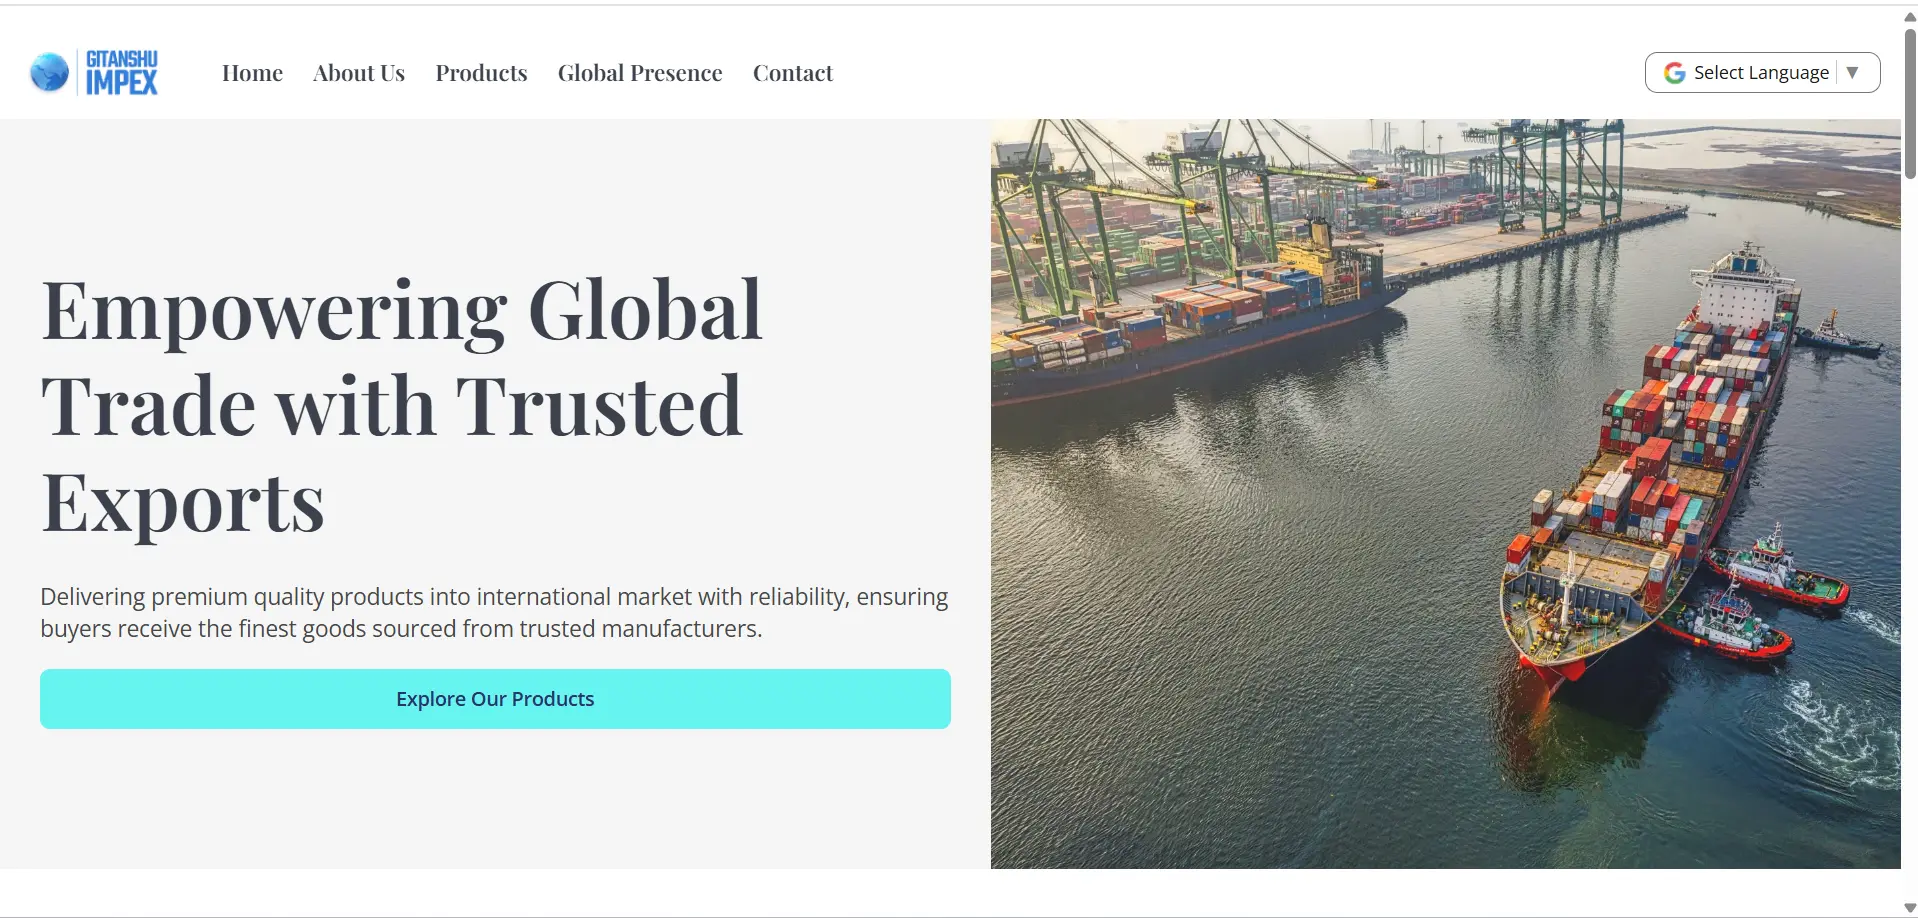 GITANSHU
IMPEX
Home About Us Products Global Presence Contact
Select Language ▼
Empowering Global
Trade with Trusted
Exports
Delivering premium quality products into international market with reliability, ensuring
buyers receive the finest goods sourced from trusted manufacturers.
Explore Our Products